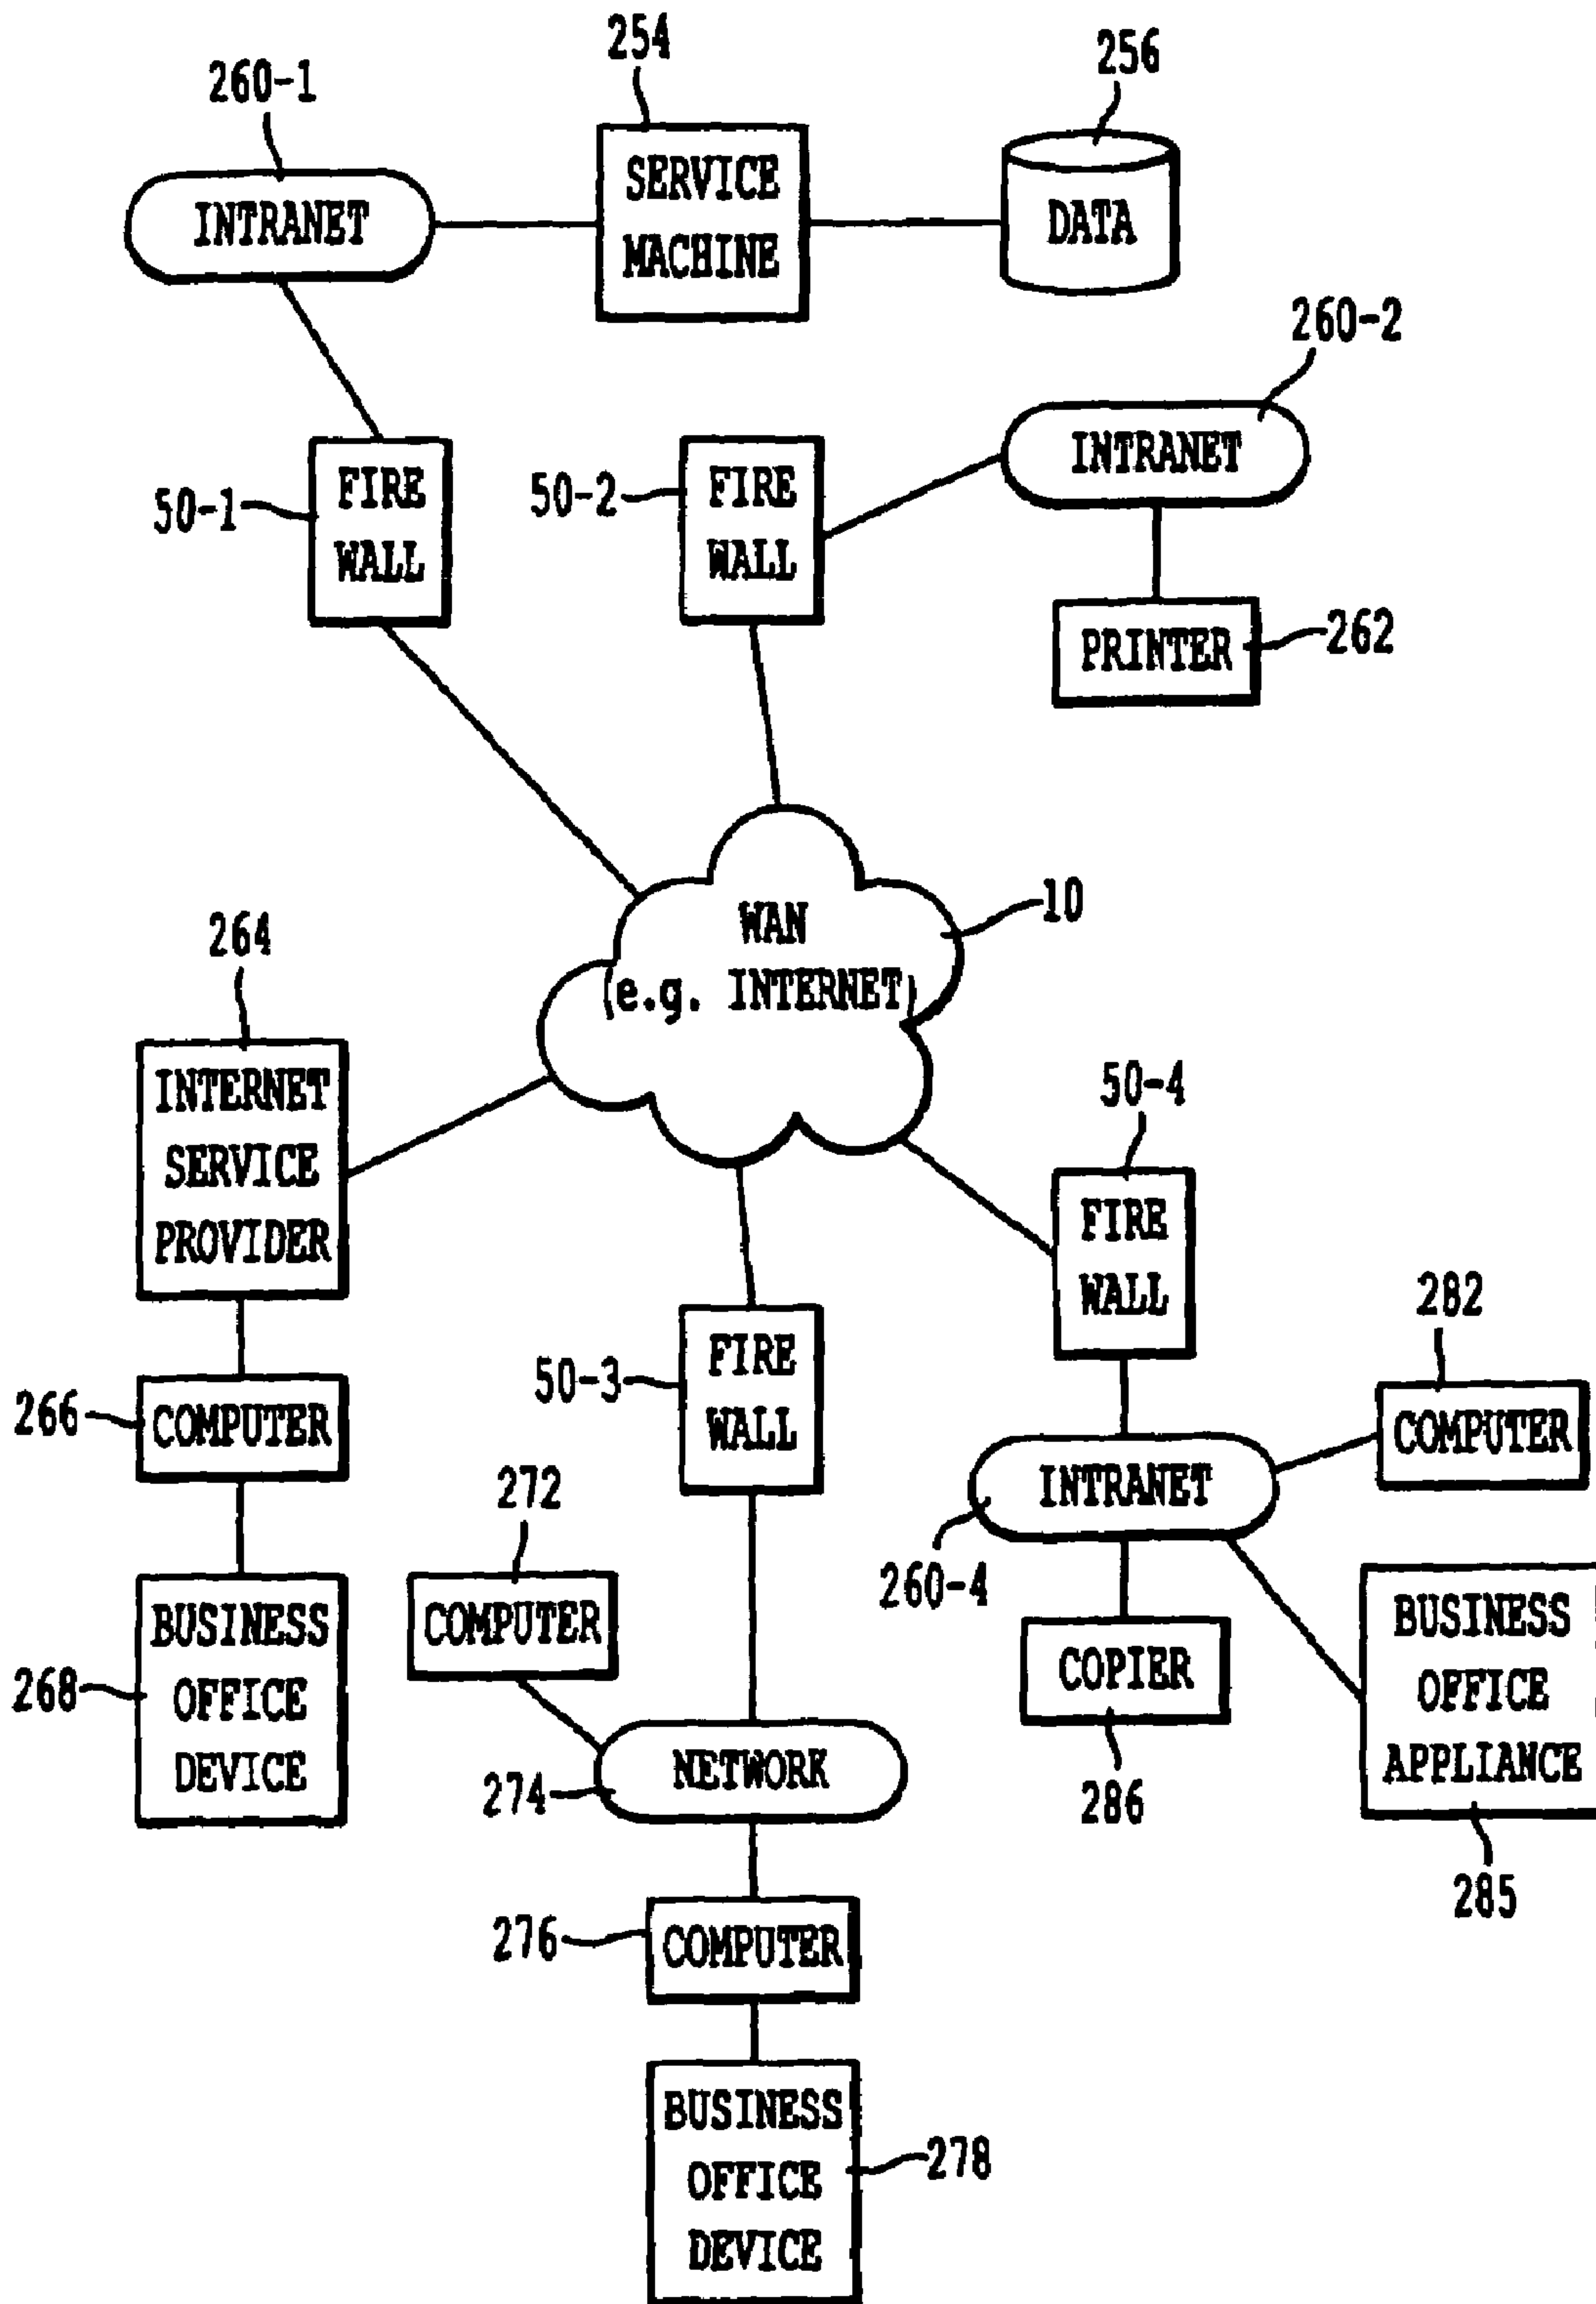 254
256
260-1
SERVICE
MACHINE
INTRANET
DATA
260-2
INTRANET
50-1
FIRE
WALL
50-2
FIRE
WALL
PRINTER
262
WAN
(e.g. INTERNET)
10
264
INTERNET
SERVICE
PROVIDER
50-4
FIRE
WALL
282
COMPUTER
266
COMPUTER
50-3
FIRE
WALL
INTRANET
260-4
272
COMPUTER
268
BUSINESS
OFFICE
DEVICE
COPIER
286
BUSINESS
OFFICE
APPLIANCE
285
NETWORK
274
276
COMPUTER
BUSINESS
OFFICE
DEVICE
278